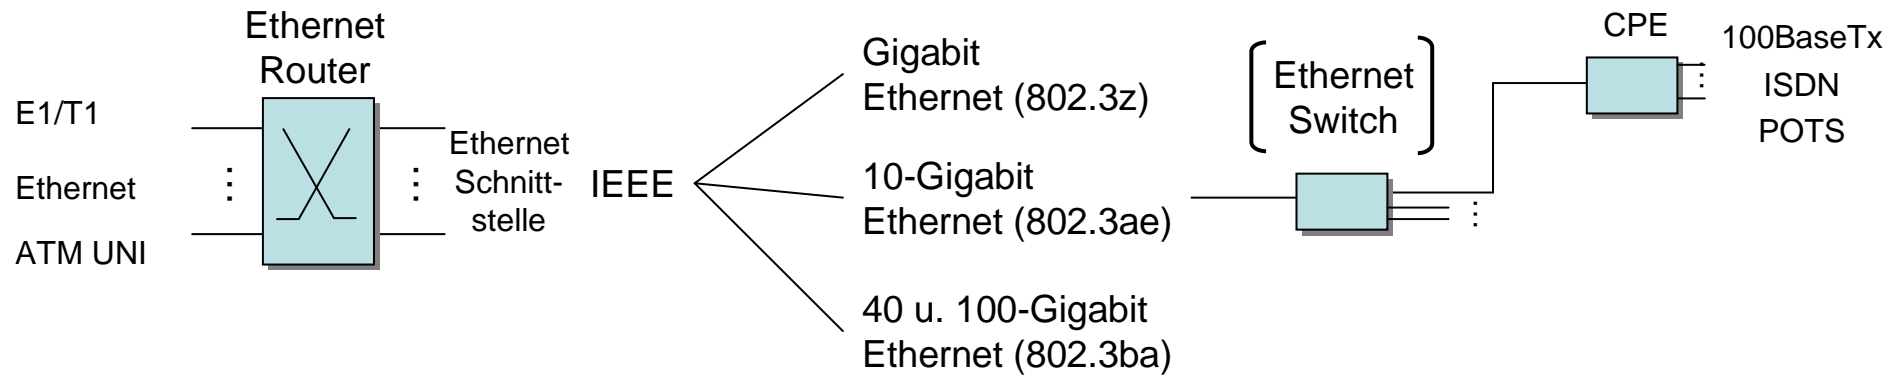 Ethernet
Router
E1/T1
Ethernet
ATM UNI
Ethernet
Schnitt-
stelle
IEEE
Gigabit
Ethernet (802.3z)
10-Gigabit
Ethernet (802.3ae)
40 u. 100-Gigabit
Ethernet (802.3ba)
Ethernet
Switch
CPE
100BaseTx
ISDN
POTS